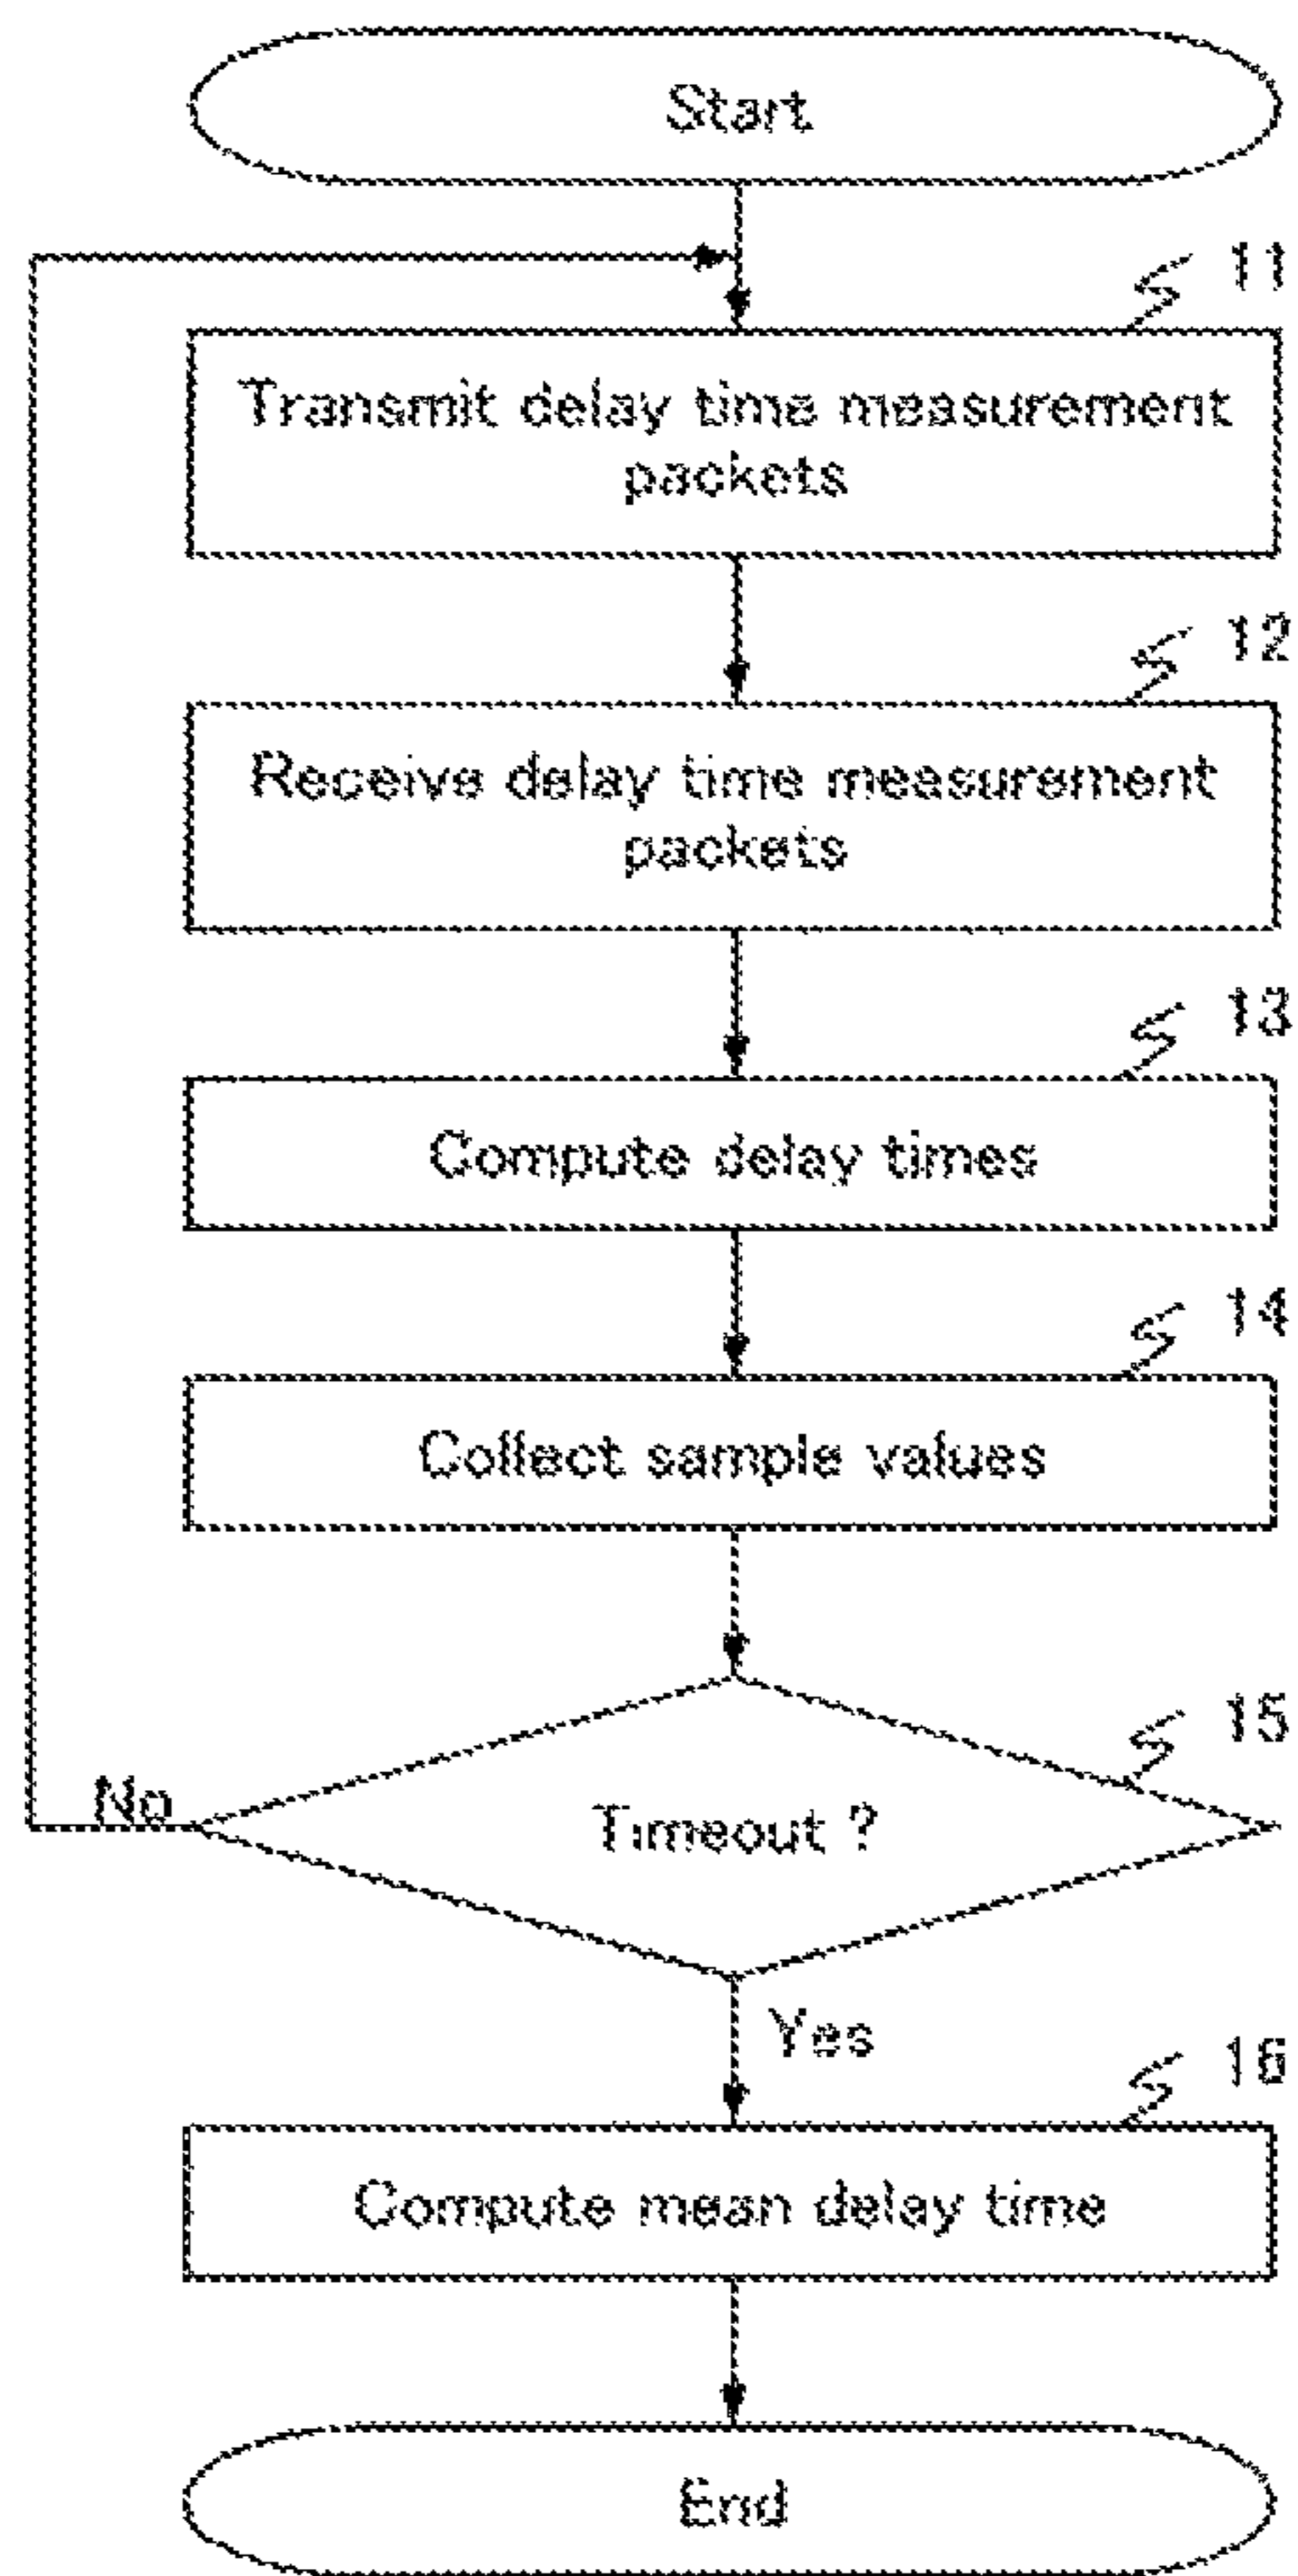 Start
11
Transmit delay time measurement
packets
12
Receive delay time measurement
packets
13
Compute delay times
14
Collect sample values
15
No
Timeout ?
Yes
16
Compute mean delay time
End